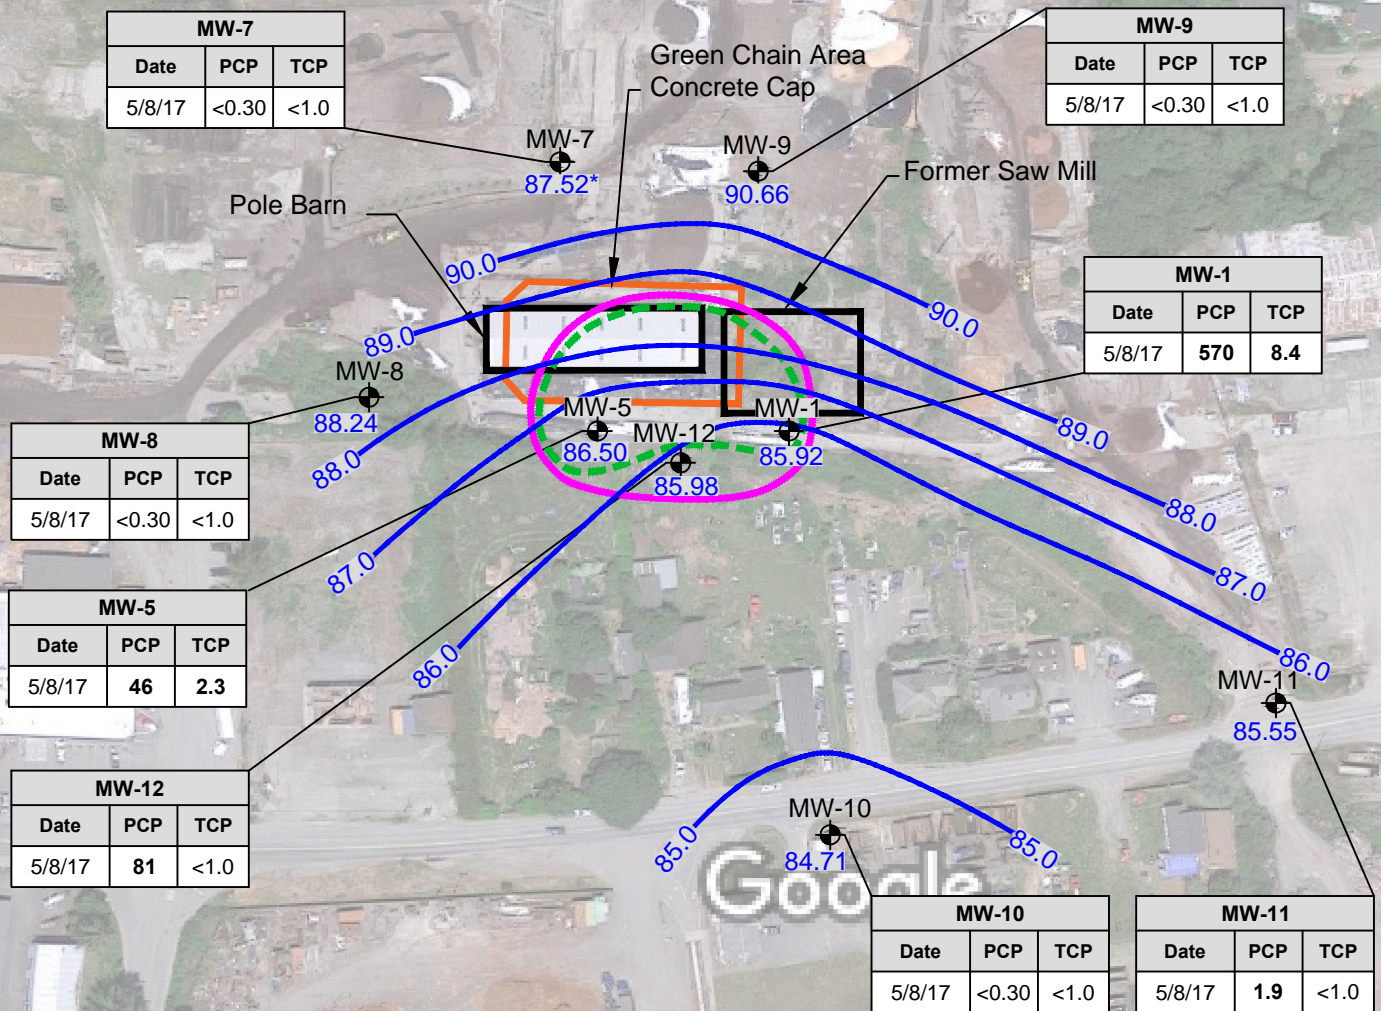 MW-7
Date PCP TCP
5/8/17 <0.30 <1.0
MW-9
Date PCP TCP
5/8/17 <0.30 <1.0
Green Chain Area
Concrete Cap
MW-7
87.52*
MW-9
90.66
Former Saw Mill
Pole Barn
90.0
90.0
MW-1
Date PCP TCP
5/8/17 570 8.4
89.0
89.0
MW-8
88.24
MW-5
86.50
MW-12
85.98
MW-1
85.92
MW-8
Date PCP TCP
5/8/17 <0.30 <1.0
88.0
88.0
87.0
87.0
MW-5
Date PCP TCP
5/8/17 46 2.3
86.0
86.0
MW-11
85.55
MW-12
Date PCP TCP
5/8/17 81 <1.0
85.0
85.0
MW-10
84.71
Google
MW-10
Date PCP TCP
5/8/17 <0.30 <1.0
MW-11
Date PCP TCP
5/8/17 1.9 <1.0